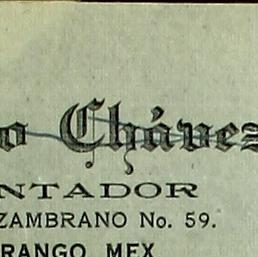 o Chávez
NTADOR
ZAMBRANO No. 59.
RANGO, MEX